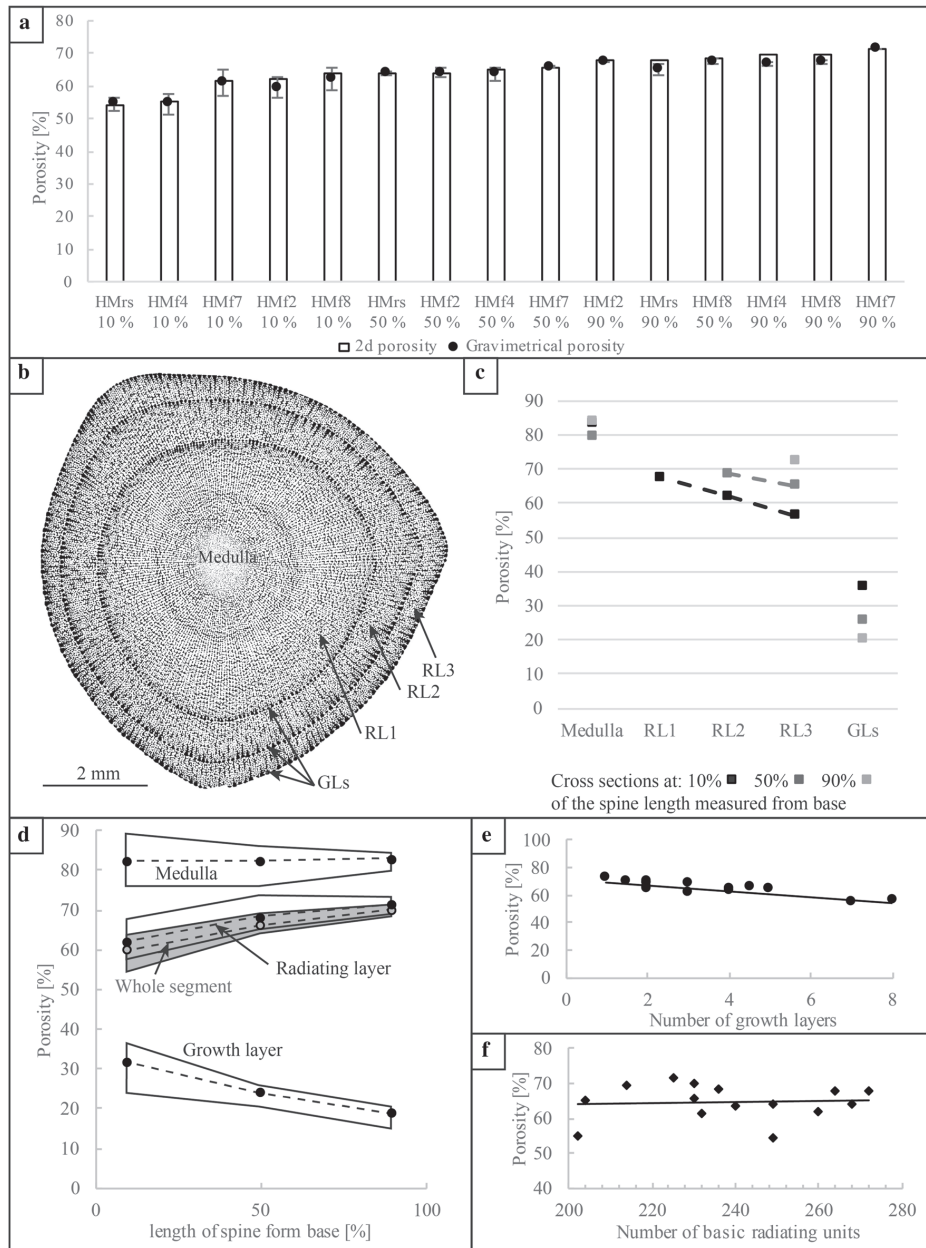 a
80
70
60
50
40
30
20
10
0
Porosity [%]
HMrs HMf4 HMf7 HMf2 HMf8 HMrs HMf2 HMf4 HMf7 HMf2 HMrs HMf8 HMf4 HMf8 HMf7
10 % 10 % 10 % 10 % 10 % 50 % 50 % 50 % 50 % 90 % 90 % 50 % 90 % 90 % 90 %
2d porosity Gravimetrical porosity
b
Medulla
RL3
RL2
RL1
GLs
2 mm
c
90
80
70
60
50
40
30
20
10
0
Porosity [%]
Medulla RL1 RL2 RL3 GLs
Cross sections at: 10% 50% 90%
of the spine length measured from base
d
90
80
70
60
50
40
30
20
10
0
Porosity [%]
Medulla
Radiating layer
Whole segment
Growth layer
0 50 100
length of spine form base [%]
e
100
80
60
40
20
0
Porosity [%]
0 2 4 6 8
Number of growth layers
f
80
70
60
50
40
Porosity [%]
200 220 240 260 280
Number of basic radiating units